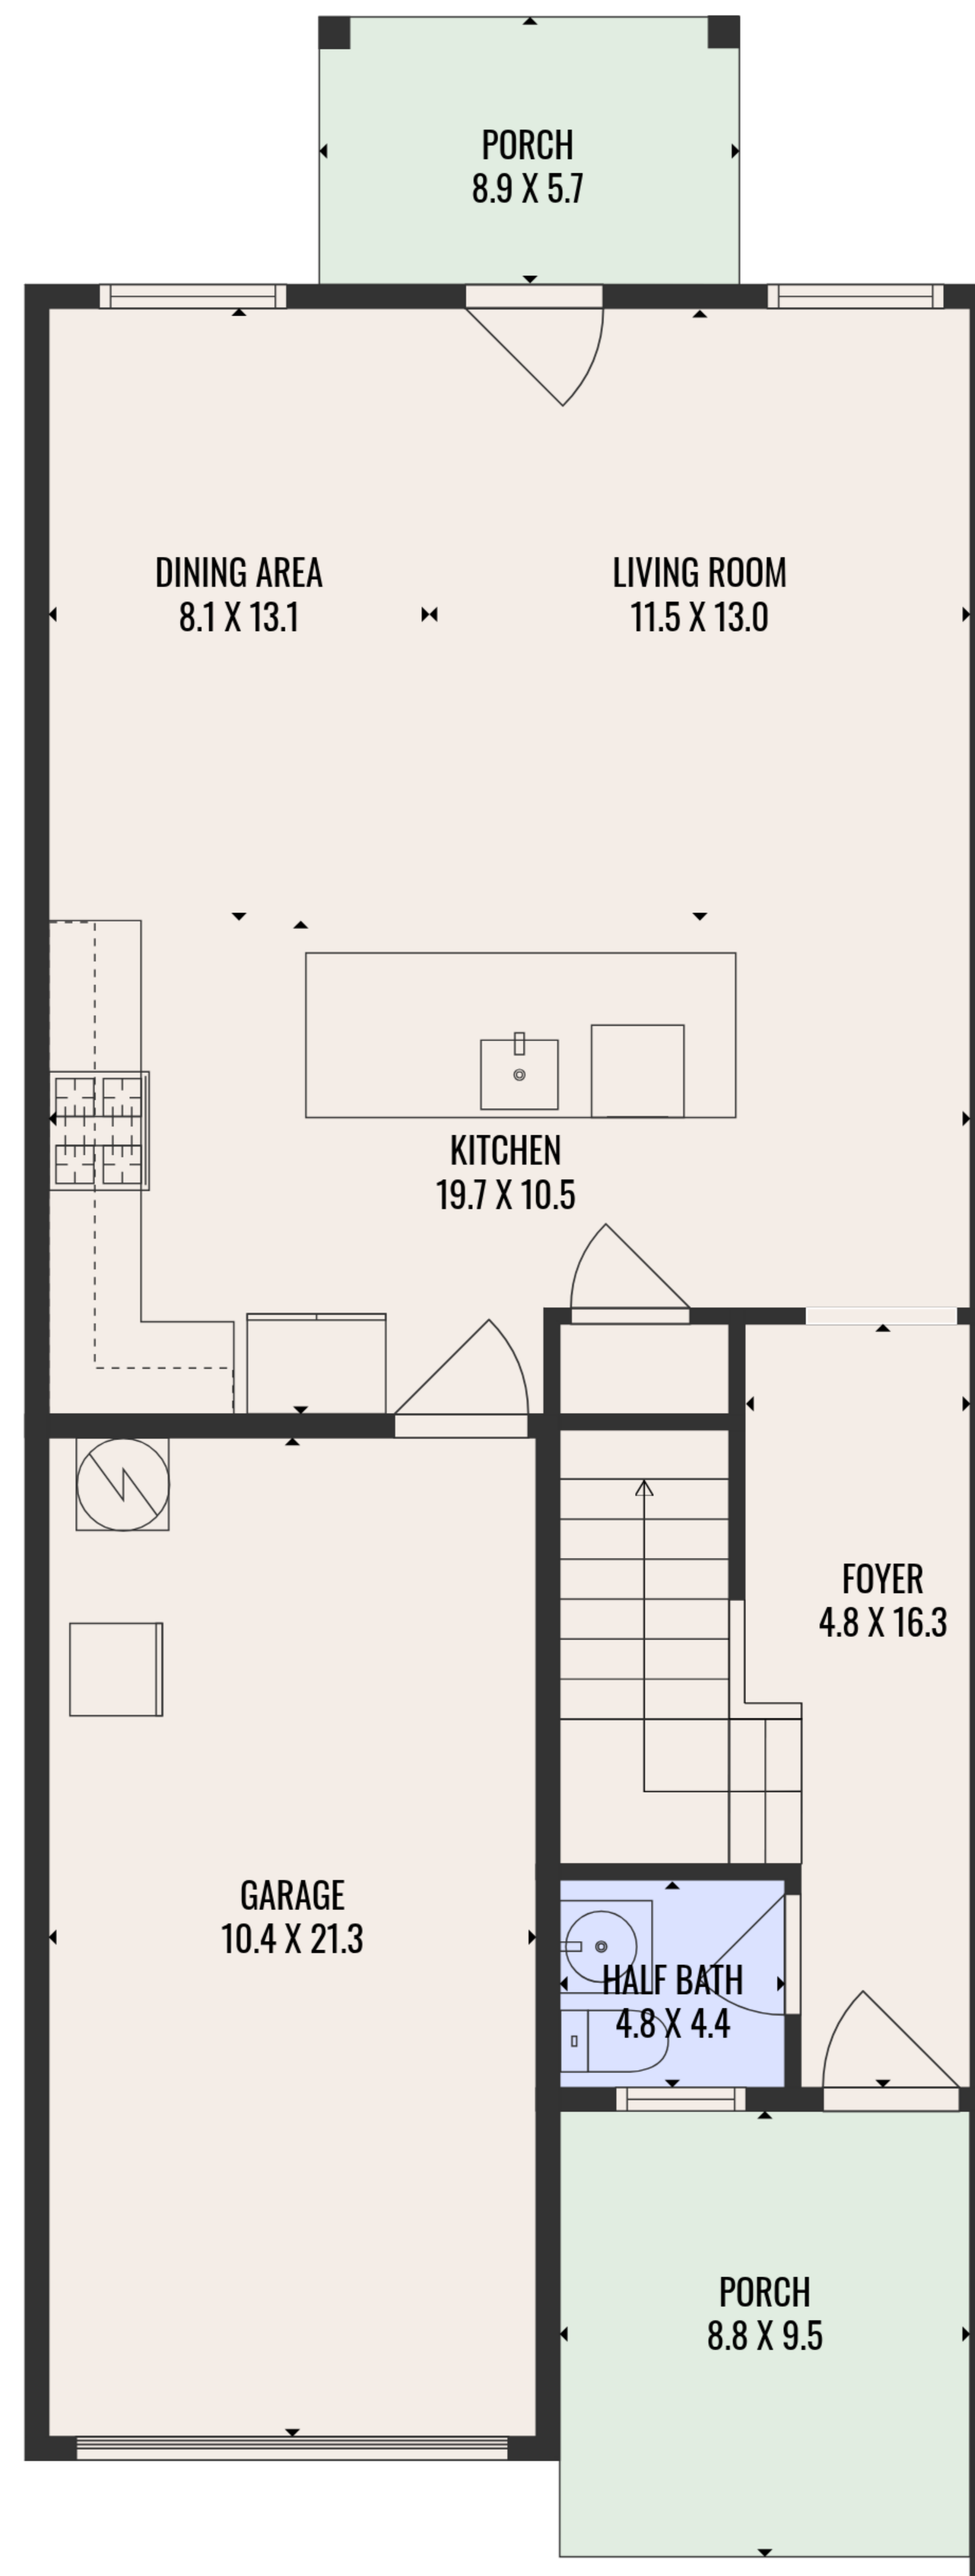 PORCH
8.9 X 5.7
DINING AREA
8.1 X 13.1
LIVING ROOM
11.5 X 13.0
KITCHEN
19.7 X 10.5
FOYER
4.8 X 16.3
GARAGE
10.4 X 21.3
HALF BATH
4.8 X 4.4
PORCH
8.8 X 9.5